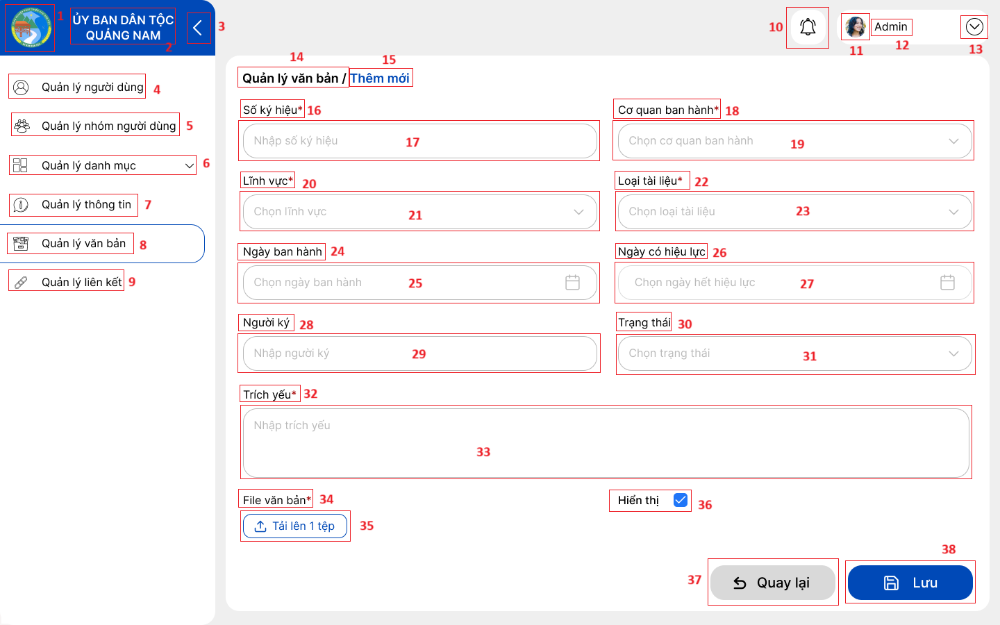 1
ỦY BAN DÂN TỘC
QUẢNG NAM
2
3
10
11
Admin
12
13
Quản lý người dùng
4
Quản lý nhóm người dùng
5
Quản lý danh mục
6
Quản lý thông tin
7
Quản lý văn bản
8
Quản lý liên kết
9
14
15
Quản lý văn bản / Thêm mới
Số ký hiệu*
16
Nhập số ký hiệu
17
Cơ quan ban hành*
18
Chọn cơ quan ban hành
19
Lĩnh vực*
20
Chọn lĩnh vực
21
Loại tài liệu*
22
Chọn loại tài liệu
23
Ngày ban hành
24
Chọn ngày ban hành
25
Ngày có hiệu lực
26
Chọn ngày hết hiệu lực
27
Người ký
28
Nhập người ký
29
Trạng thái
30
Chọn trạng thái
31
Trích yếu*
32
Nhập trích yếu
33
File văn bản*
34
Tải lên 1 tệp
35
Hiển thị
36
37
Quay lại
38
Lưu